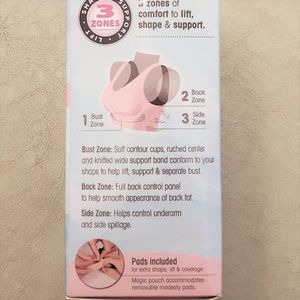 3 zones of
comfort to lift,
shape & support.
SUPPORT • LIFT •
3
ZONES
2 Back
Zone
1 Bust
Zone
3 Side
Zone
Bust Zone: Soft contour cups, ruched center
and knitted wide support band conform to your
shape to help lift, support & separate bust.
Back Zone: Full back control panel
to help smooth appearance of back fat.
Side Zone: Helps control underarm
and side spillage.
Pads included
for extra shape, lift & coverage
Magic pouch accommodates
removable modesty pads.